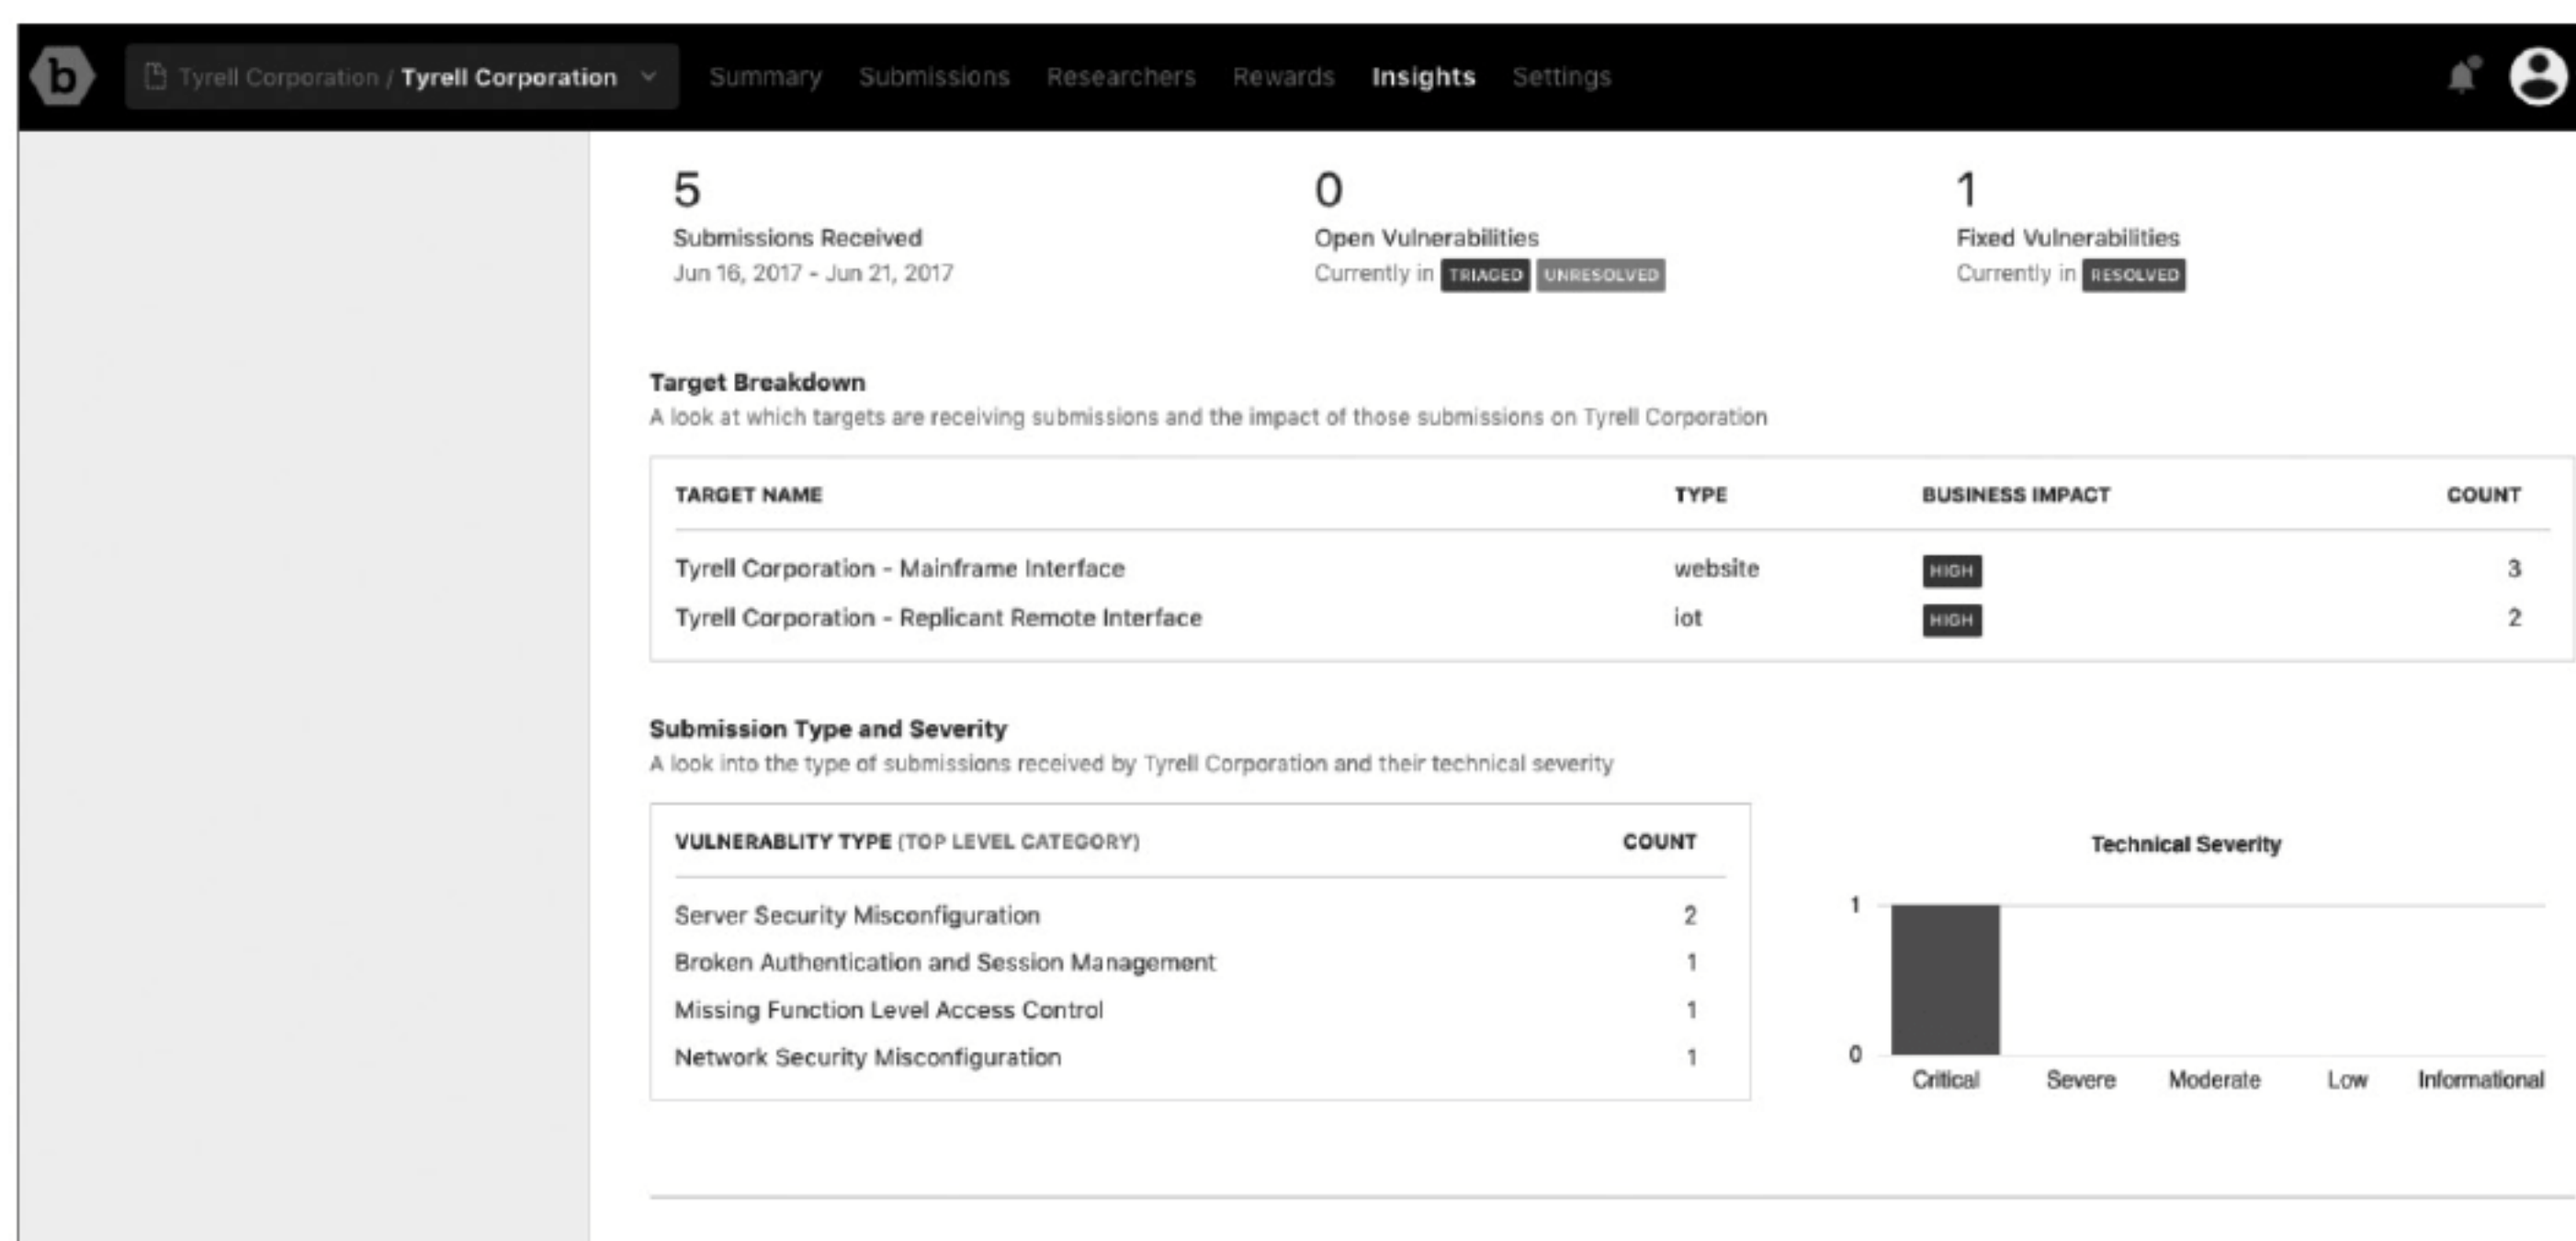 b Tyrell Corporation / Tyrell Corporation Summary Submissions Researchers Rewards Insights Settings
5 0 1
Submissions Received Open Vulnerabilities Fixed Vulnerabilities
Jun 16, 2017 - Jun 21, 2017 Currently in TRIAGED UNRESOLVED Currently in RESOLVED
Target Breakdown
A look at which targets are receiving submissions and the impact of those submissions on Tyrell Corporation
TARGET NAME TYPE BUSINESS IMPACT COUNT
Tyrell Corporation - Mainframe Interface website HIGH 3
Tyrell Corporation - Replicant Remote Interface iot HIGH 2
Submission Type and Severity
A look into the type of submissions received by Tyrell Corporation and their technical severity
VULNERABLITY TYPE (TOP LEVEL CATEGORY) COUNT
Server Security Misconfiguration 2
Broken Authentication and Session Management 1
Missing Function Level Access Control 1
Network Security Misconfiguration 1
Technical Severity
1
0
Critical Severe Moderate Low Informational